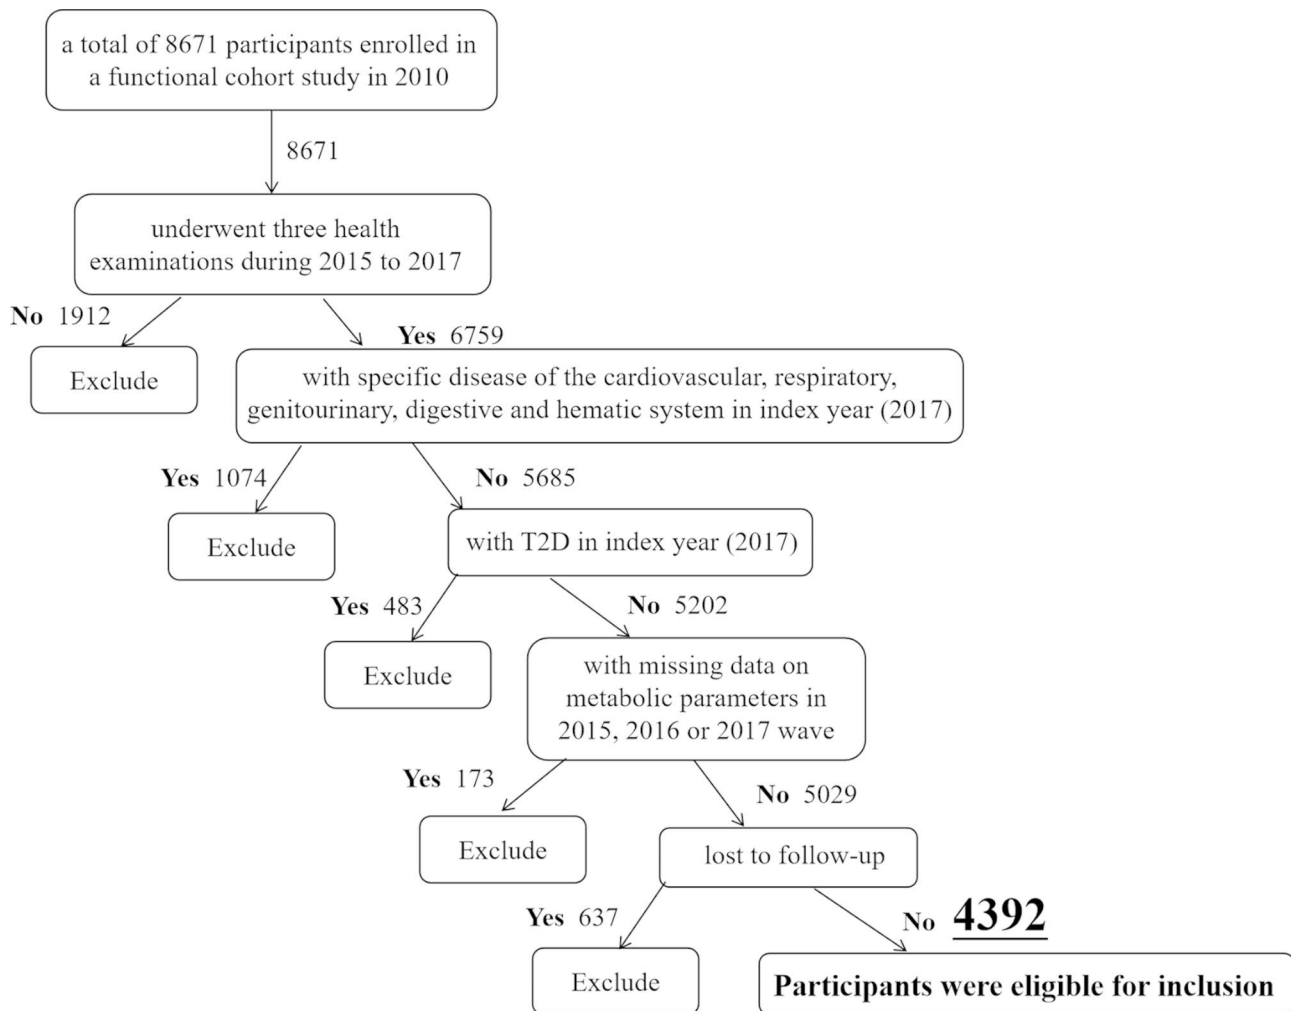 a total of 8671 participants enrolled in
a functional cohort study in 2010
8671
underwent three health
examinations during 2015 to 2017
No 1912
Yes 6759
Exclude
with specific disease of the cardiovascular, respiratory,
genitourinary, digestive and hematic system in index year (2017)
Yes 1074
No 5685
Exclude
with T2D in index year (2017)
Yes 483
No 5202
Exclude
with missing data on
metabolic parameters in
2015, 2016 or 2017 wave
Yes 173
No 5029
Exclude
lost to follow-up
Yes 637
No 4392
Exclude
Participants were eligible for inclusion